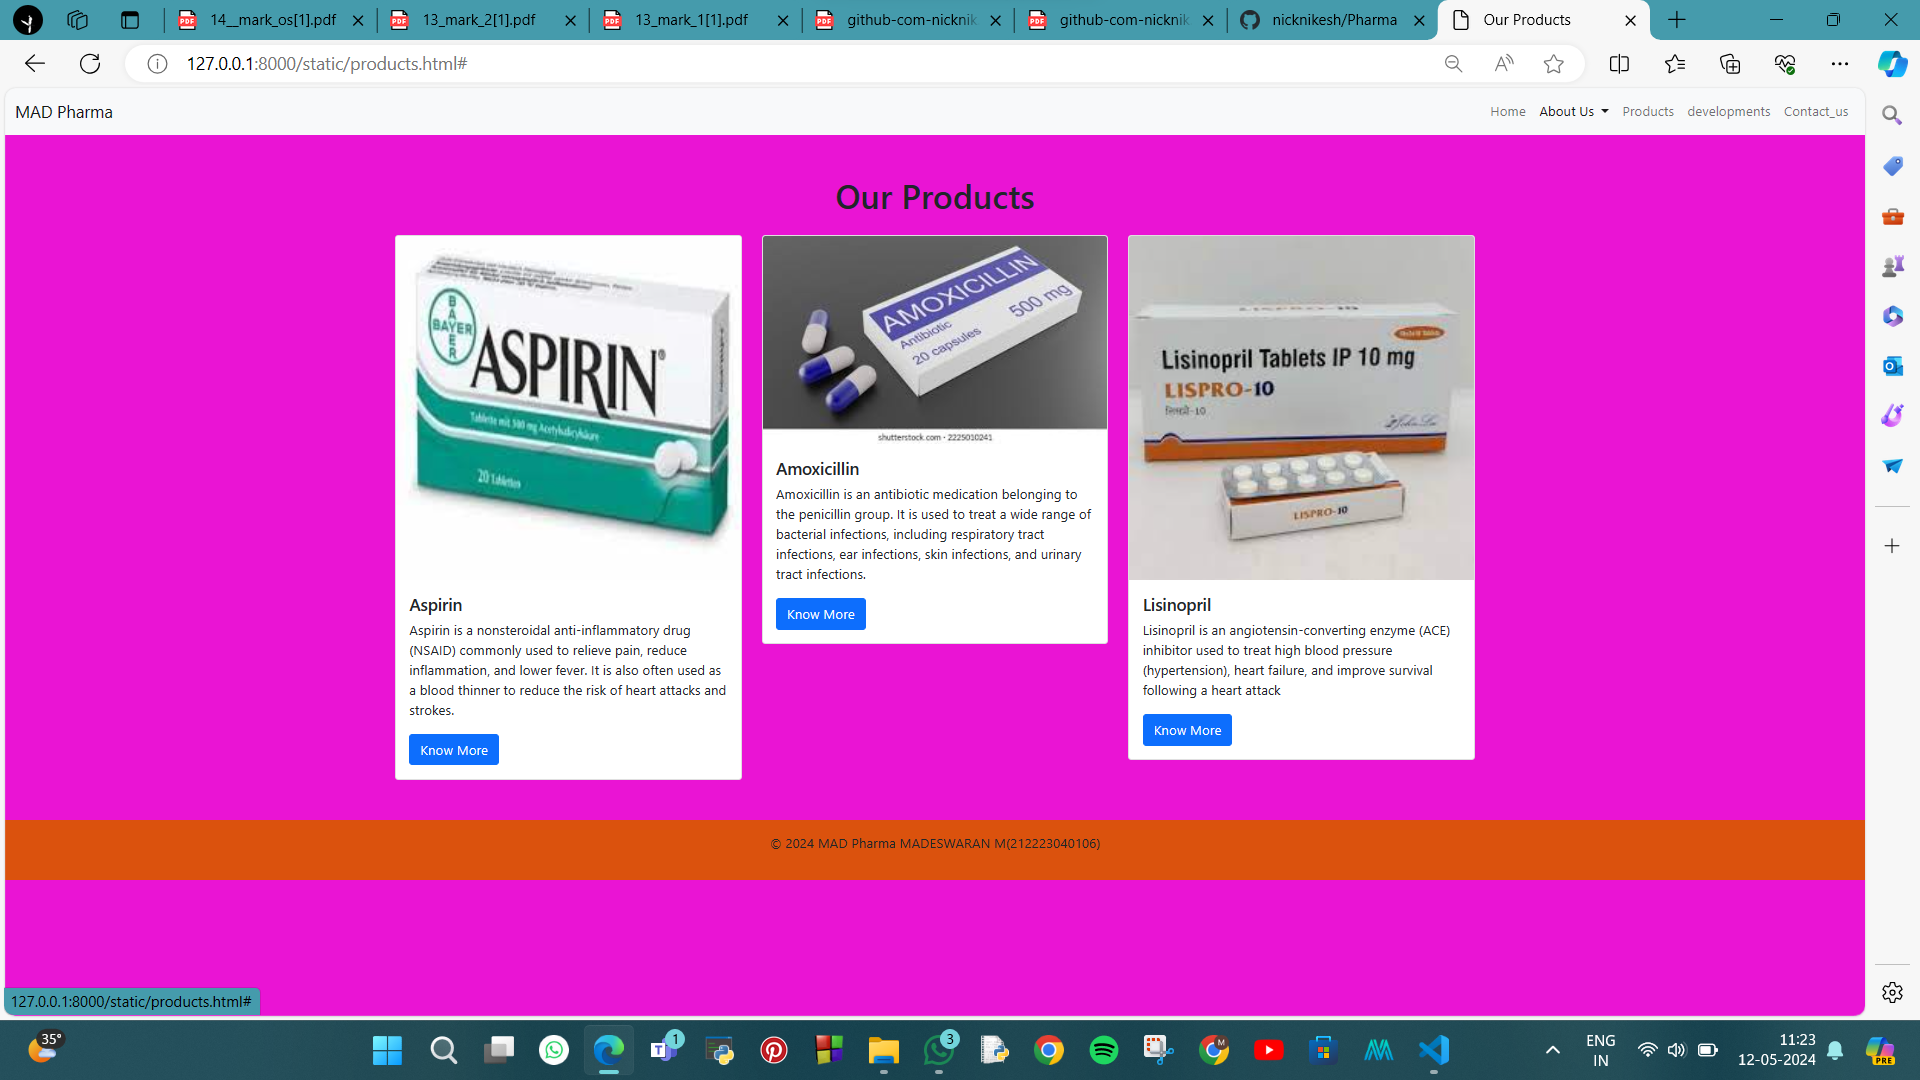 14__mark_os[1].pdf
13_mark_2[1].pdf
13_mark_1[1].pdf
github-com-nicknik
github-com-nicknik
nicknikesh/Pharma
Our Products
127.0.0.1:8000/static/products.html#
MAD Pharma
Home
About Us
Products
developments
Contact_us
Our Products
BAYER
BAYER
ASPIRIN®
Tablette mit 500 mg Acetylsalicylsäure
20 Tabletten
AMOXICILLIN
Antibiotic
500 mg
20 capsules
shutterstock.com · 2225010241
Lisinopril Tablets IP 10 mg
LISPRO-10
LISPRO-10
Aspirin
Aspirin is a nonsteroidal anti-inflammatory drug
(NSAID) commonly used to relieve pain, reduce
inflammation, and lower fever. It is also often used as
a blood thinner to reduce the risk of heart attacks and
strokes.
Know More
Amoxicillin
Amoxicillin is an antibiotic medication belonging to
the penicillin group. It is used to treat a wide range of
bacterial infections, including respiratory tract
infections, ear infections, skin infections, and urinary
tract infections.
Know More
Lisinopril
Lisinopril is an angiotensin-converting enzyme (ACE)
inhibitor used to treat high blood pressure
(hypertension), heart failure, and improve survival
following a heart attack
Know More
© 2024 MAD Pharma MADESWARAN M(212223040106)
127.0.0.1:8000/static/products.html#
35°
1
3
M
ENG
IN
11:23
12-05-2024
PRE